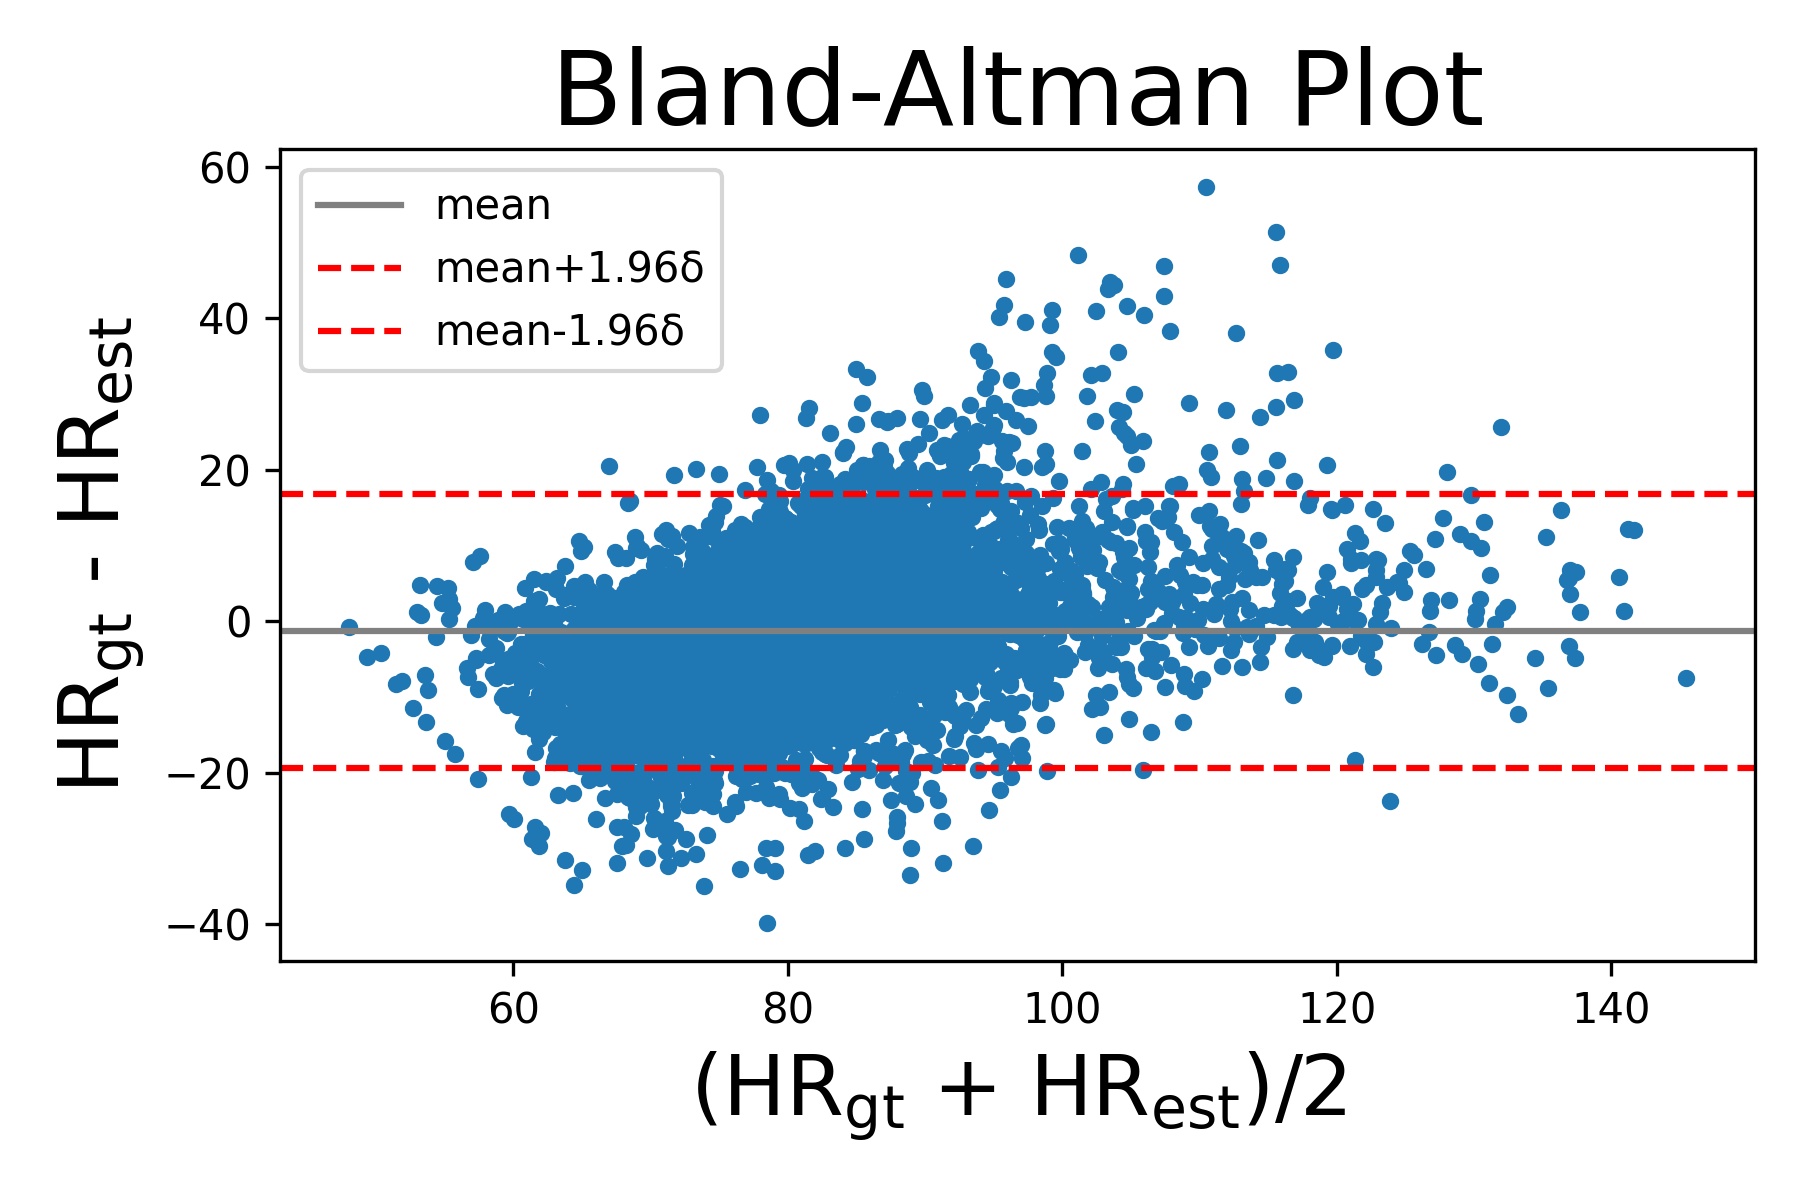 Bland-Altman Plot
mean
mean+1.96δ
mean-1.96δ
HRgt - HRest
60
40
20
0
−20
−40
60 80 100 120 140
(HRgt + HRest)/2